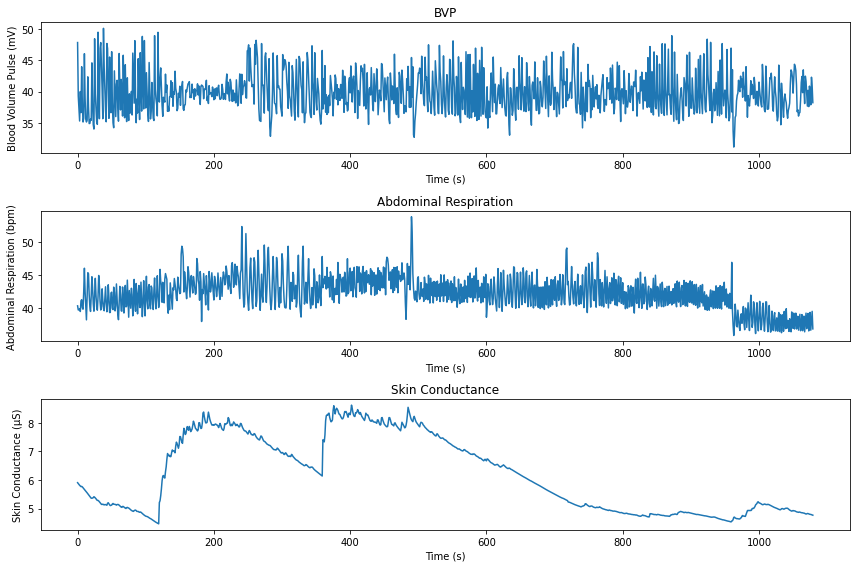 BVP
Blood Volume Pulse (mV)
50
45
40
35
0 200 400 600 800 1000
Time (s)
Abdominal Respiration
Abdominal Respiration (bpm)
50
45
40
0 200 400 600 800 1000
Time (s)
Skin Conductance
Skin Conductance (µS)
8
7
6
5
0 200 400 600 800 1000
Time (s)